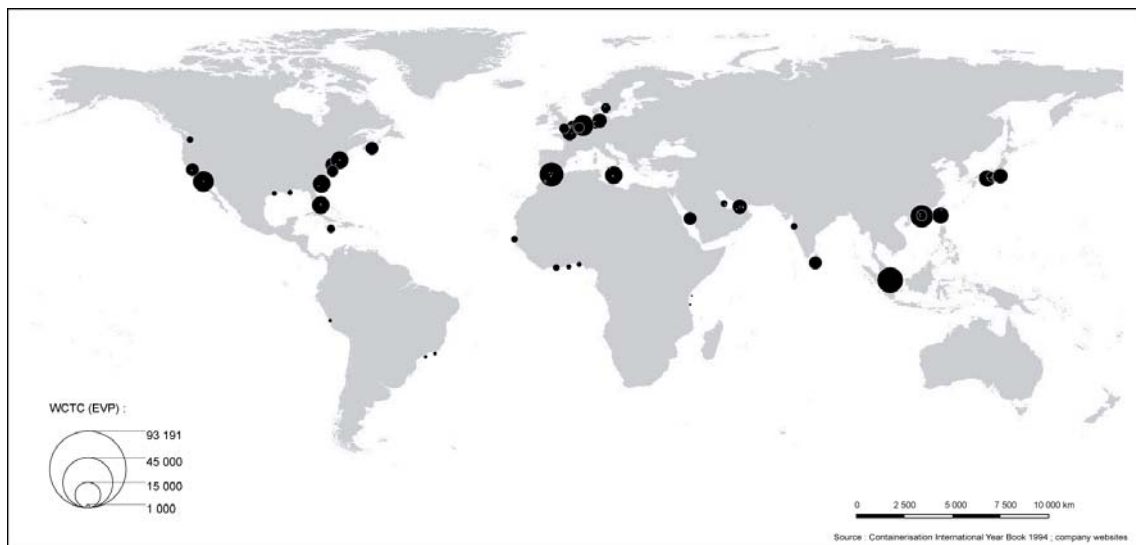 WCTC (EVP) :
93 191
45 000
15 000
1 000
0 2 500 5 000 7 500 10 000 km
Source : Containerisation International Year Book 1994 ; company websites